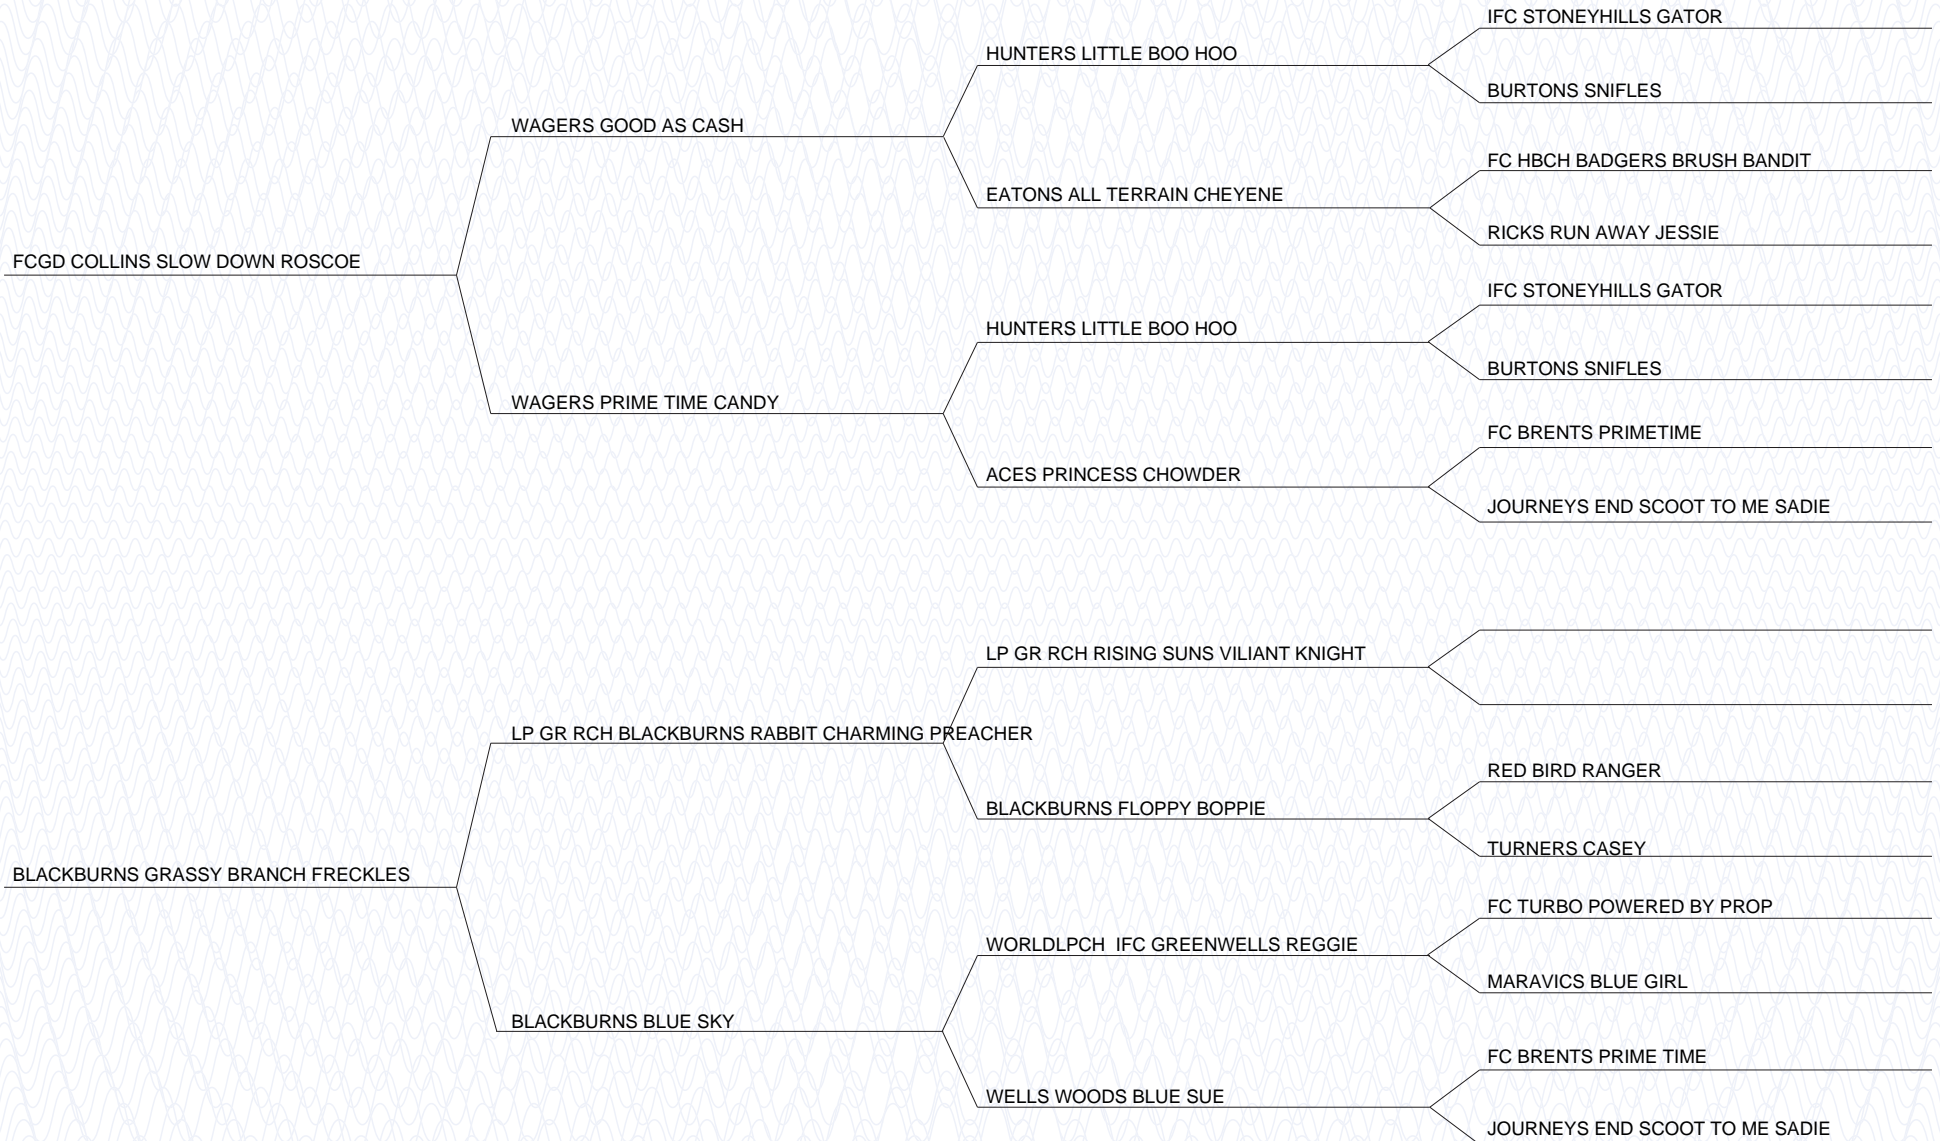 IFC STONEYHILLS GATOR
HUNTERS LITTLE BOO HOO
BURTONS SNIFLES
WAGERS GOOD AS CASH
FC HBCH BADGERS BRUSH BANDIT
EATONS ALL TERRAIN CHEYENE
RICKS RUN AWAY JESSIE
FCGD COLLINS SLOW DOWN ROSCOE
IFC STONEYHILLS GATOR
HUNTERS LITTLE BOO HOO
BURTONS SNIFLES
WAGERS PRIME TIME CANDY
FC BRENTS PRIMETIME
ACES PRINCESS CHOWDER
JOURNEYS END SCOOT TO ME SADIE
LP GR RCH RISING SUNS VILIANT KNIGHT
LP GR RCH BLACKBURNS RABBIT CHARMING PREACHER
RED BIRD RANGER
BLACKBURNS FLOPPY BOPPIE
TURNERS CASEY
BLACKBURNS GRASSY BRANCH FRECKLES
FC TURBO POWERED BY PROP
WORLDLPCH  IFC GREENWELLS REGGIE
MARAVICS BLUE GIRL
BLACKBURNS BLUE SKY
FC BRENTS PRIME TIME
WELLS WOODS BLUE SUE
JOURNEYS END SCOOT TO ME SADIE